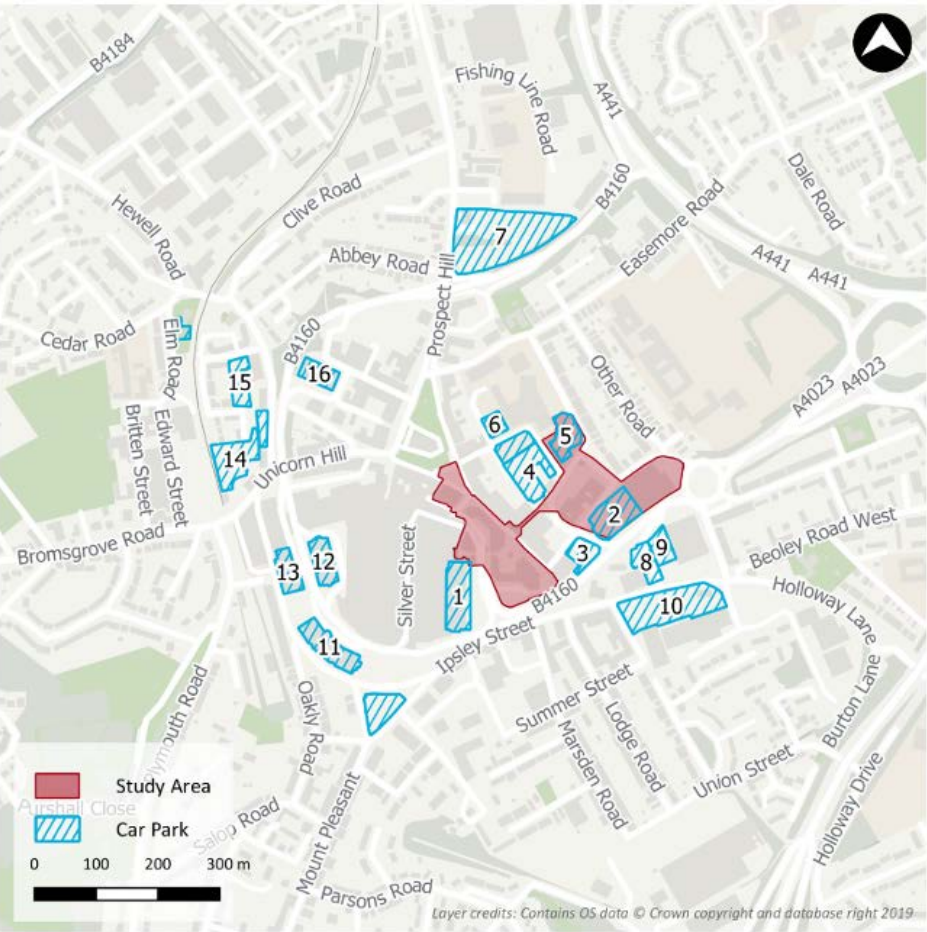 B4184
Fishing Line Road
A441
Dale Road
B4160
Clive Road
Hewell Road
Easemore Road
7
Abbey Road
A441
A441
Prospect Hill
Cedar Road
Elm Road
B4160
16
15
Other Road
A4023
A4023
Britten Street
Edward Street
6
5
4
14
Unicorn Hill
2
Bromsgrove Road
Silver Street
3
9
8
Beoley Road West
12
13
1
B4160
10
Holloway Lane
11
Ipsley Street
Summer Street
Burton Lane
Plymouth Road
Oakly Road
Lodge Road
Marsden Road
Union Street
Holloway Drive
Study Area
Close
Car Park
Salop Road
Mount Pleasant
Parsons Road
0 100 200 300 m
Layer credits: Contains OS data © Crown copyright and database right 2019